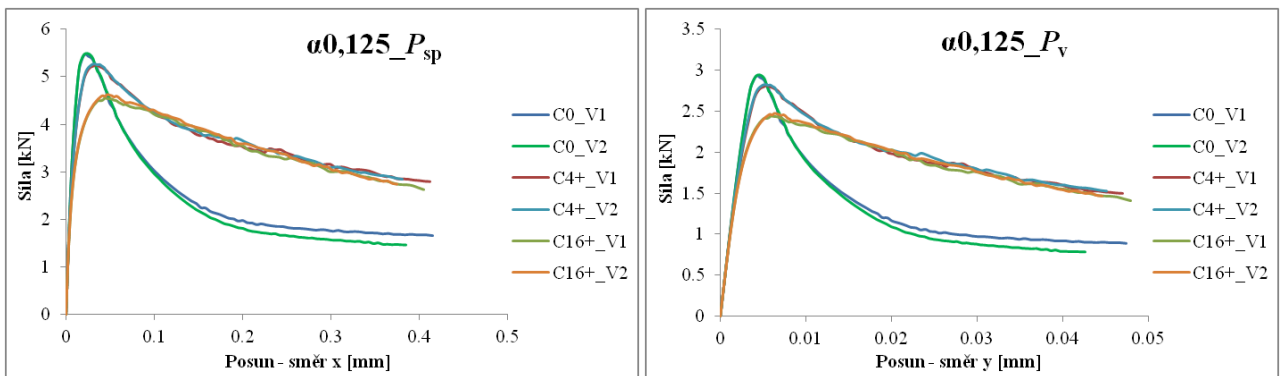 α0,125_Psp
6
5
4
3
2
1
0
Síla [kN]
0
0.1
0.2
0.3
0.4
0.5
Posun - směr x [mm]
C0_V1
C0_V2
C4+_V1
C4+_V2
C16+_V1
C16+_V2
α0,125_Pv
3.5
3
2.5
2
1.5
1
0.5
0
Síla [kN]
0
0.01
0.02
0.03
0.04
0.05
Posun - směr y [mm]
C0_V1
C0_V2
C4+_V1
C4+_V2
C16+_V1
C16+_V2